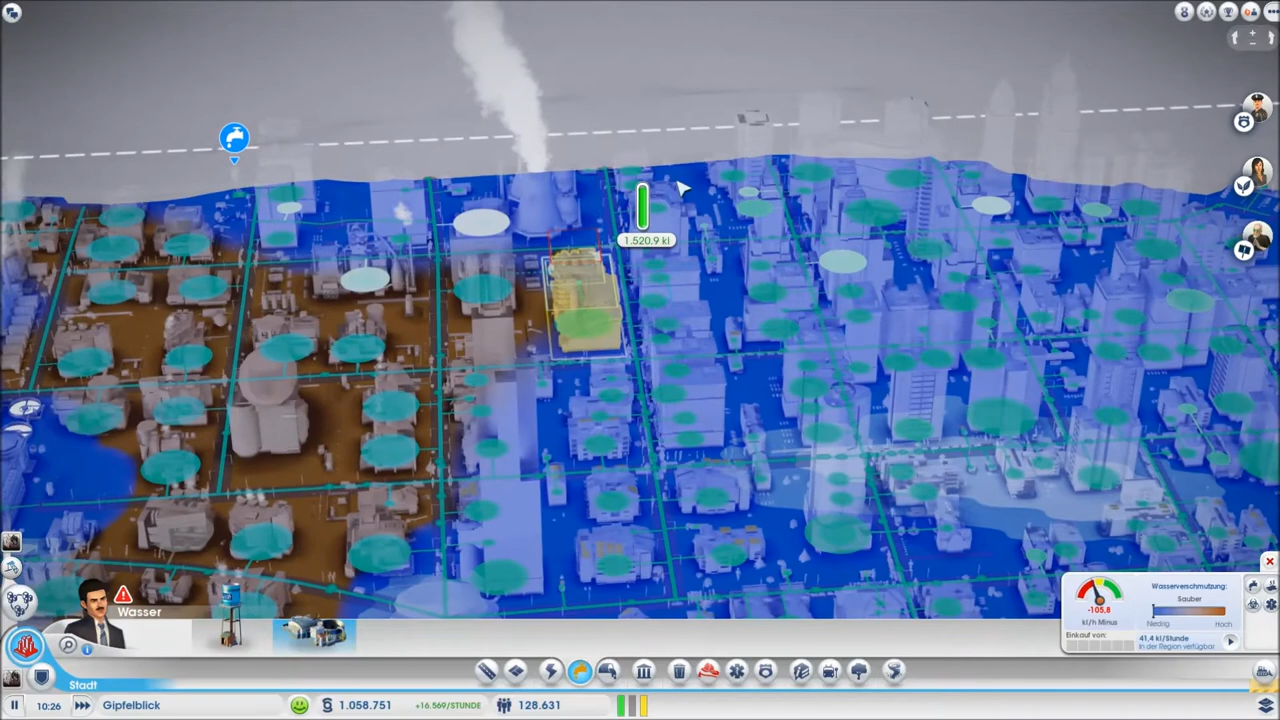 1.520,9 kl
Wasser
-105,8
kl/h Minus
Wasserverschmutzung:
Sauber
Niedrig
Hoch
Einkauf von:
41,4 kl/Stunde
In der Region verfügbar
Stadt
10:26
Gipfelblick
1.058.751
+16.569/STUNDE
128.631